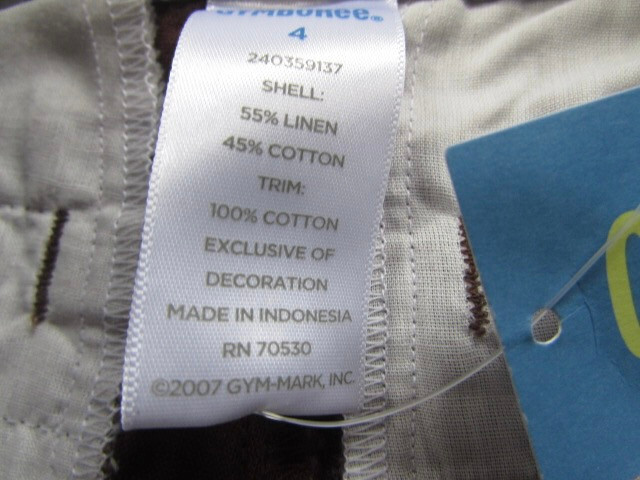 GYMBOREE®
4
240359137
SHELL:
55% LINEN
45% COTTON
TRIM:
100% COTTON
EXCLUSIVE OF
DECORATION
MADE IN INDONESIA
RN 70530
©2007 GYM-MARK, INC.